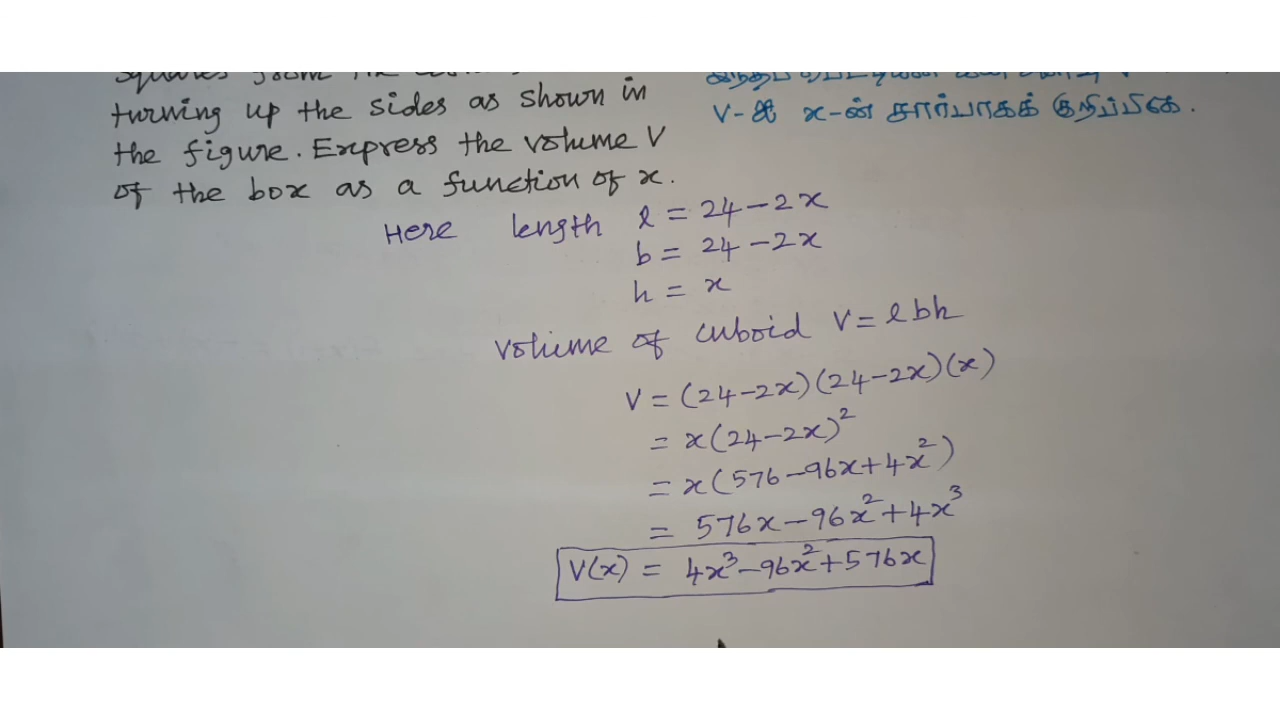 turning up the sides as shown in
the figure. Express the volume V
of the box as a function of x.
V-ஐ x-ன் சார்பாகக் குறிப்பிடுக.
Here length l = 24-2x
b = 24-2x
h = x
volume of cuboid V= lbh
V = (24-2x)(24-2x)(x)
= x(24-2x)²
= x(576-96x+4x²)
= 576x-96x²+4x³
V(x) = 4x³-96x²+576x